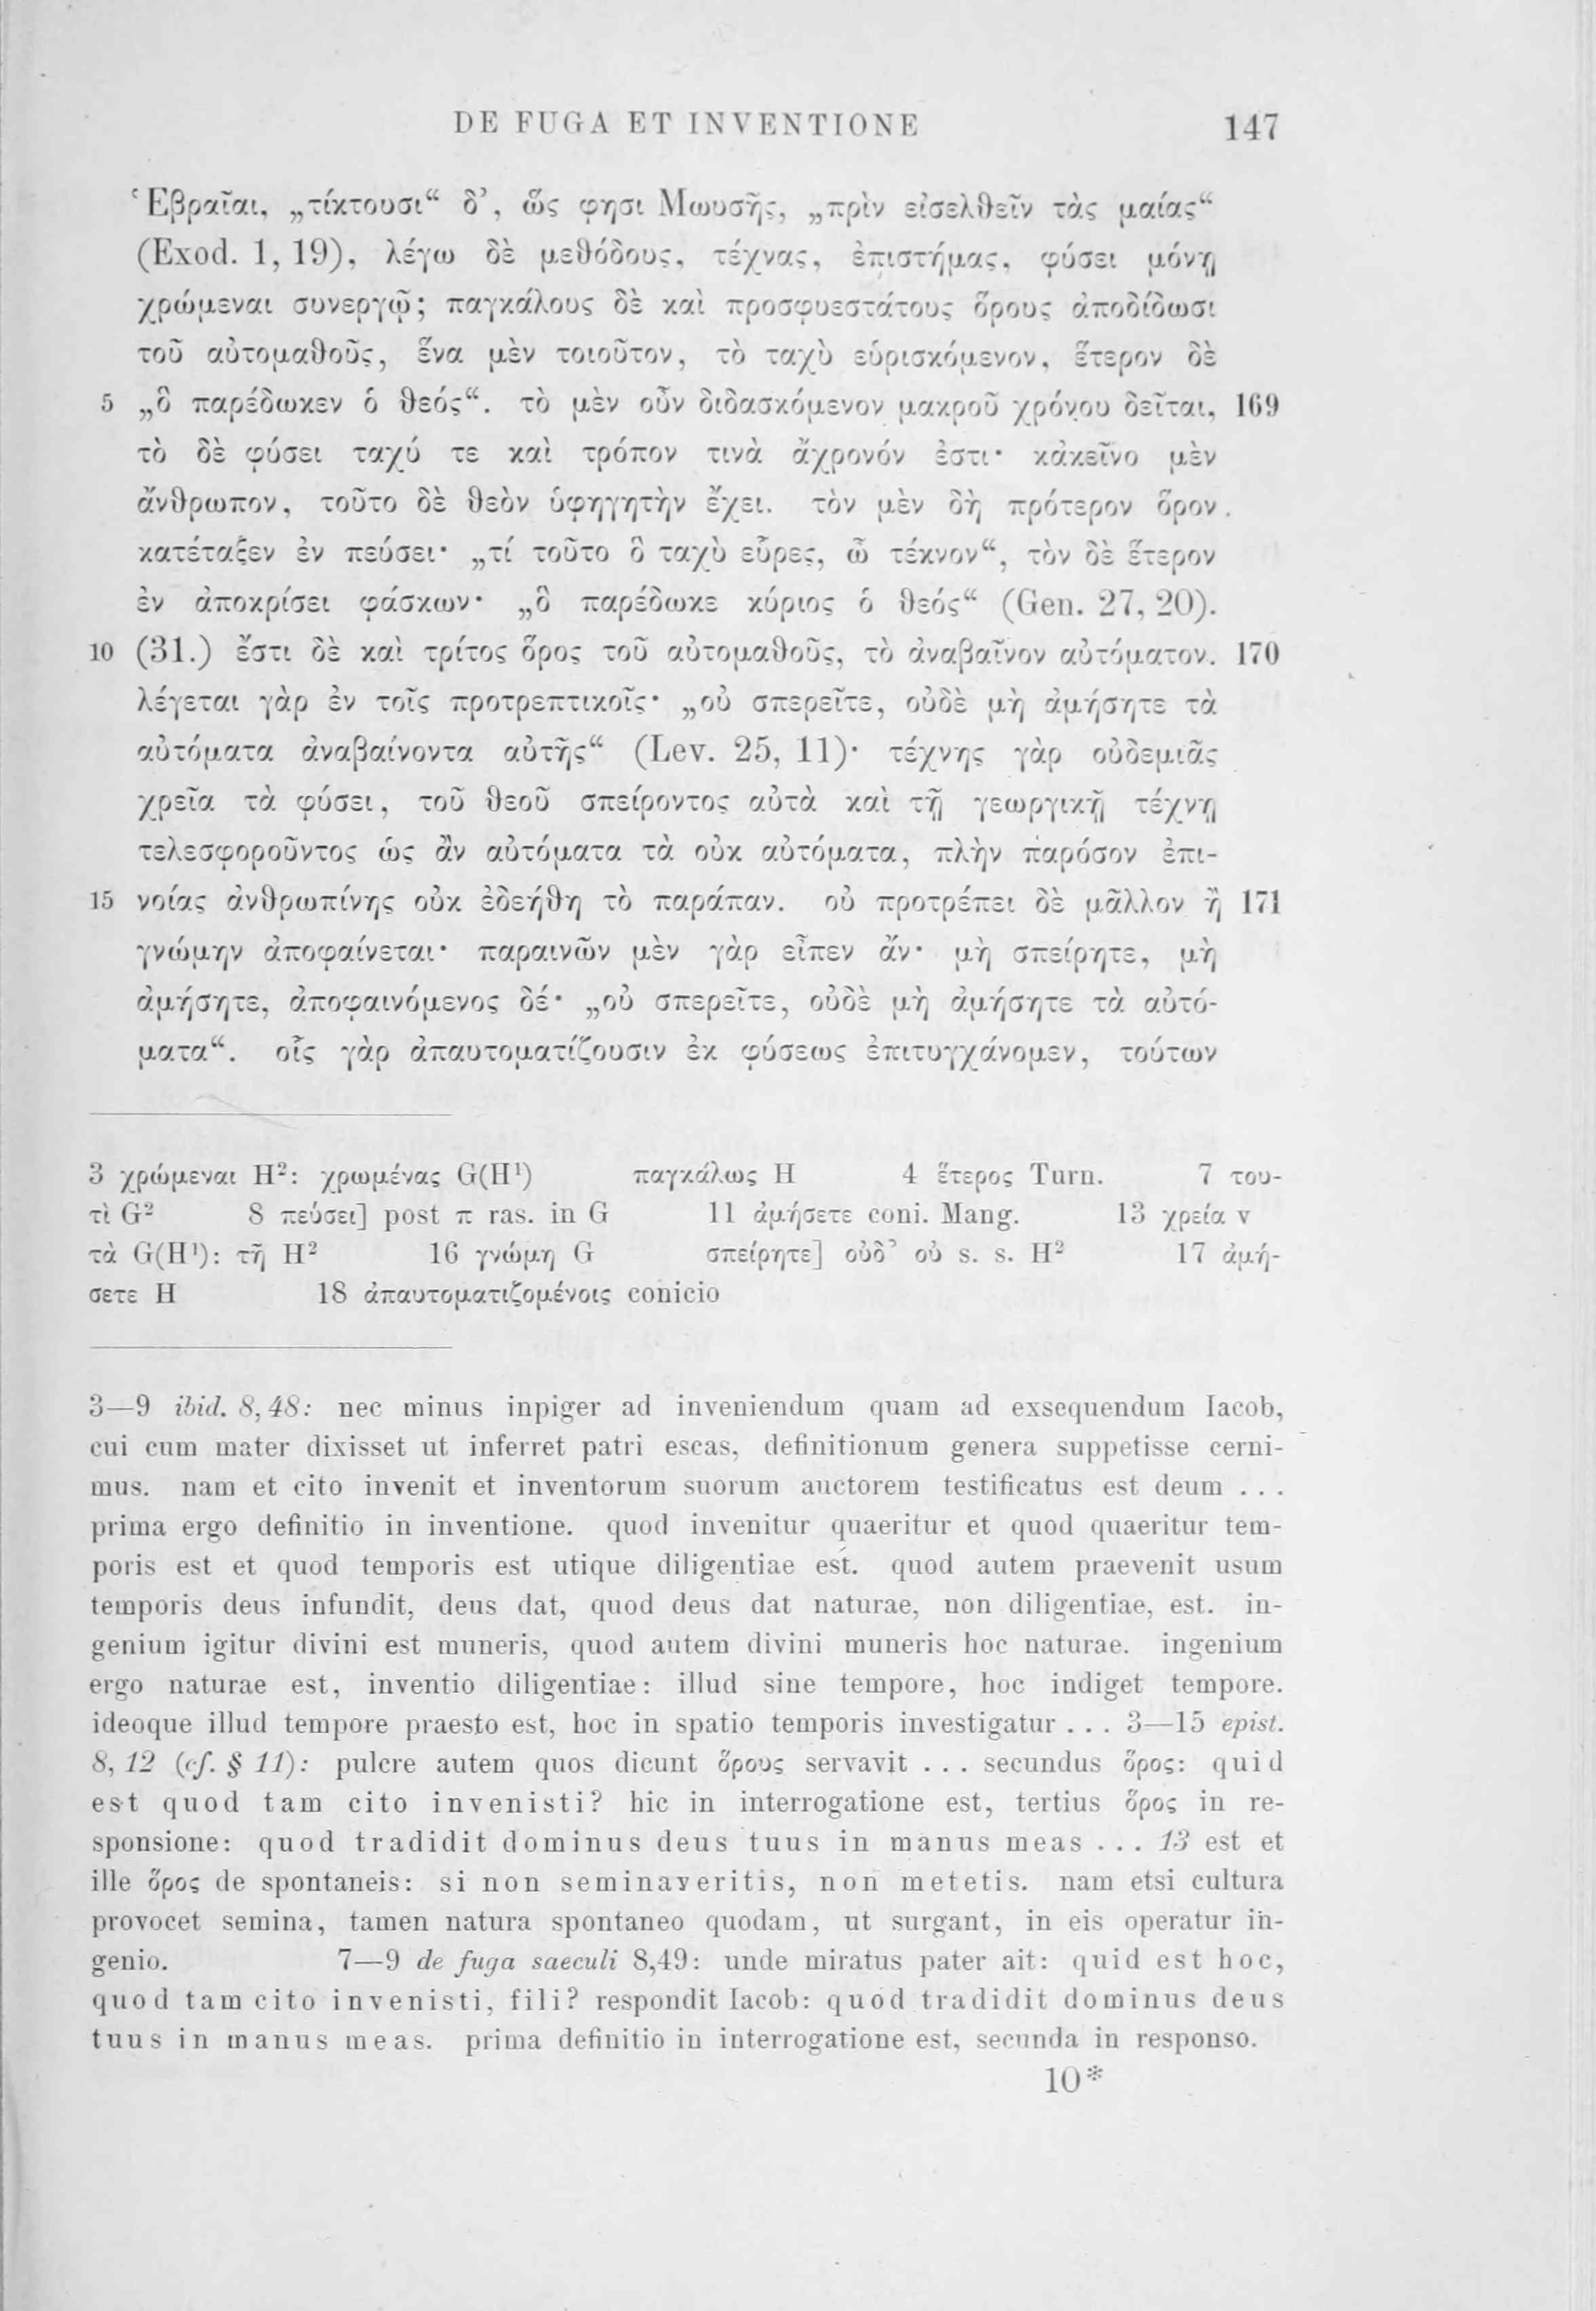 DE FUGA ET INVENTIONE 147
Ἑβραῖαι, „τίκτουσι“ δ’, ὥς φησι Μωυσῆς, „πρὶν εἰσελθεῖν τὰς μαίας“
(Exod. 1, 19), λέγω δὲ μεθόδους, τέχνας, ἐπιστήμας, φύσει μόνῃ
χρώμεναι συνεργῷ; παγκάλους δὲ καὶ προσφυεστάτους ὅρους ἀποδίδωσι
τοῦ αὐτομαθοῦς, ἕνα μὲν τοιοῦτον, τὸ ταχὺ εὑρισκόμενον, ἕτερον δὲ
5 „ὃ παρέδωκεν ὁ θεός“. τὸ μὲν οὖν διδασκόμενον μακροῦ χρόνου δεῖται, 169
τὸ δὲ φύσει ταχύ τε καὶ τρόπον τινὰ ἄχρονόν ἐστι· κἀκεῖνο μὲν
ἄνθρωπον, τοῦτο δὲ θεὸν ὑφηγητὴν ἔχει. τὸν μὲν δὴ πρότερον ὅρον
κατέταξεν ἐν πεύσει· „τί τοῦτο ὃ ταχὺ εὗρες, ὦ τέκνον“, τὸν δὲ ἕτερον
ἐν ἀποκρίσει φάσκων· „ὃ παρέδωκε κύριος ὁ θεός“ (Gen. 27, 20).
10 (31.) ἔστι δὲ καὶ τρίτος ὅρος τοῦ αὐτομαθοῦς, τὸ ἀναβαῖνον αὐτόματον. 170
λέγεται γὰρ ἐν τοῖς προτρεπτικοῖς· „οὐ σπερεῖτε, οὐδὲ μὴ ἀμήσητε τὰ
αὐτόματα ἀναβαίνοντα αὐτῆς“ (Lev. 25, 11)· τέχνης γὰρ οὐδεμιᾶς
χρεῖα τὰ φύσει, τοῦ θεοῦ σπείροντος αὐτὰ καὶ τῇ γεωργικῇ τέχνῃ
τελεσφοροῦντος ὡς ἂν αὐτόματα τὰ οὐκ αὐτόματα, πλὴν παρόσον ἐπι-
15 νοίας ἀνθρωπίνης οὐκ ἐδεήθη τὸ παράπαν. οὐ προτρέπει δὲ μᾶλλον ἢ 171
γνώμην ἀποφαίνεται· παραινῶν μὲν γὰρ εἶπεν ἄν· μὴ σπείρητε, μὴ
ἀμήσητε, ἀποφαινόμενος δέ· „οὐ σπερεῖτε, οὐδὲ μὴ ἀμήσητε τὰ αὐτό-
ματα“. οἷς γὰρ ἀπαυτοματίζουσιν ἐκ φύσεως ἐπιτυγχάνομεν, τούτων
3 χρώμεναι H²: χρωμένας G(H¹) παγκάλως H 4 ἕτερος Turn. 7 του-
τὶ G² 8 πεύσει] post π ras. in G 11 ἀμήσετε coni. Mang. 13 χρεία v
τὰ G(H¹): τῇ H² 16 γνώμη G σπείρητε] οὐδ’ οὐ s. s. H² 17 ἀμή-
σετε H 18 ἀπαυτοματιζομένοις conicio
3—9 ibid. 8,48: nec minus inpiger ad inveniendum quam ad exsequendum Iacob,
cui cum mater dixisset ut inferret patri escas, definitionum genera suppetisse cerni-
mus. nam et cito invenit et inventorum suorum auctorem testificatus est deum . . .
prima ergo definitio in inventione. quod invenitur quaeritur et quod quaeritur tem-
poris est et quod temporis est utique diligentiae est. quod autem praevenit usum
temporis deus infundit, deus dat, quod deus dat naturae, non diligentiae, est. in-
genium igitur divini est muneris, quod autem divini muneris hoc naturae. ingenium
ergo naturae est, inventio diligentiae: illud sine tempore, hoc indiget tempore.
ideoque illud tempore praesto est, hoc in spatio temporis investigatur . . . 3—15 epist.
8, 12 (cf. § 11): pulcre autem quos dicunt ὅρους servavit . . . secundus ὅρος: quid
est quod tam cito invenisti? hic in interrogatione est, tertius ὅρος in re-
sponsione: quod tradidit dominus deus tuus in manus meas . . . 13 est et
ille ὅρος de spontaneis: si non seminaveritis, non metetis. nam etsi cultura
provocet semina, tamen natura spontaneo quodam, ut surgant, in eis operatur in-
genio. 7—9 de fuga saeculi 8,49: unde miratus pater ait: quid est hoc,
quod tam cito invenisti, fili? respondit Iacob: quod tradidit dominus deus
tuus in manus meas. prima definitio in interrogatione est, secunda in responso.
10*